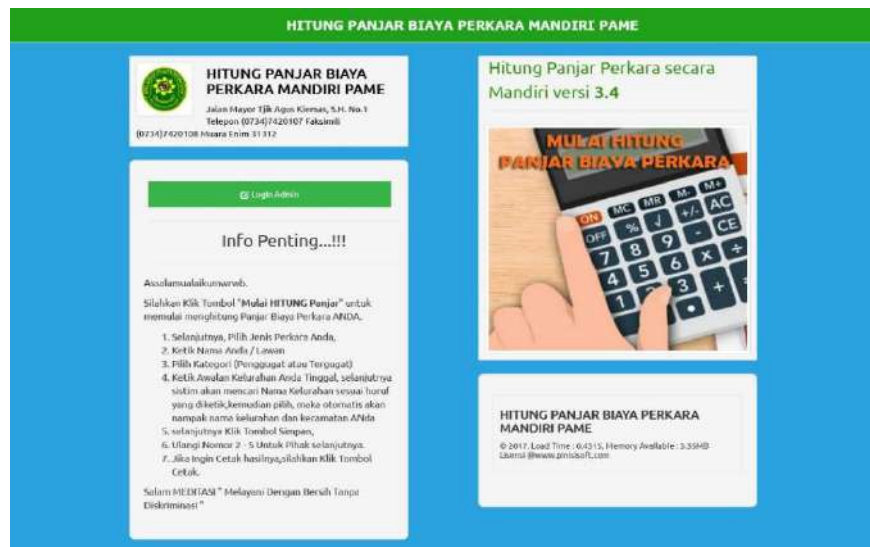 HITUNG PANJAR BIAYA PERKARA MANDIRI PAME
HITUNG PANJAR BIAYA
PERKARA MANDIRI PAME
Jalan Mayor Tjik Agus Kiemas, S.H. No.1
Telepon (0734)7420107 Faksimili
(0734)7420108 Muara Enim 31312
Login Admin
Info Penting...!!!
Assalamualaikumwrwb.
Silahkan Klik Tombol "Mulai HITUNG Panjar" untuk
memulai menghitung Panjar Biaya Perkara ANDA.
1. Selanjutnya, Pilih Jenis Perkara Anda,
2. Ketik Nama Anda / Lawan
3. Pilih Kategori (Penggugat atau Tergugat)
4. Ketik Awalan Kelurahan Anda Tinggal, selanjutnya
sistim akan mencari Nama Kelurahan sesuai huruf
yang diketik,kemudian pilih, maka otomatis akan
nampak nama kelurahan dan kecamatan ANda
5. selanjutnya Klik Tombol Simpan,
6. Ulangi Nomor 2 - 5 Untuk Pihak selanjutnya.
7. Jika Ingin Cetak hasilnya,silahkan Klik Tombol
Cetak.
Salam MEDITASI " Melayani Dengan Bersih Tanpa
Diskriminasi "
Hitung Panjar Perkara secara
Mandiri versi 3.4
MULAI HITUNG
PANJAR BIAYA PERKARA
ON MC MR M- M+
OFF % √ +/- AC
7 8 9 - CE
4 5 6 x ÷
1 2 3 +
HITUNG PANJAR BIAYA PERKARA
MANDIRI PAME
© 2017. Load Time : 0.4315, Memory Available : 3.35MB
Lisensi @www.pinisisoft.com